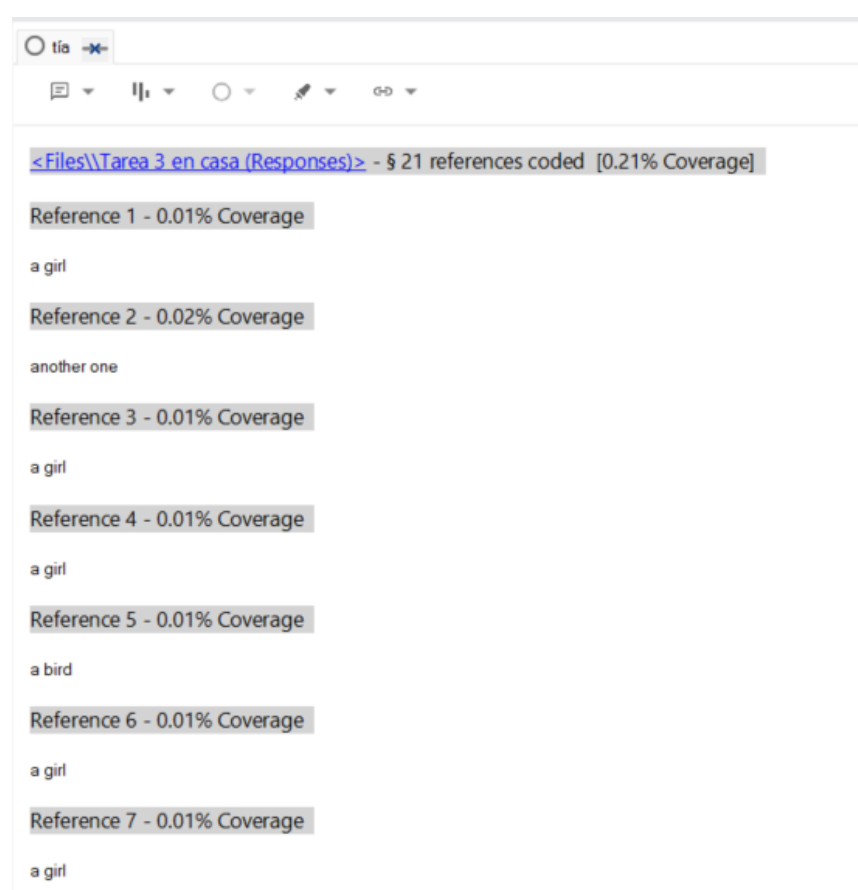 tía
<Files\\Tarea 3 en casa (Responses)> - § 21 references coded [0.21% Coverage]
Reference 1 - 0.01% Coverage
a girl
Reference 2 - 0.02% Coverage
another one
Reference 3 - 0.01% Coverage
a girl
Reference 4 - 0.01% Coverage
a girl
Reference 5 - 0.01% Coverage
a bird
Reference 6 - 0.01% Coverage
a girl
Reference 7 - 0.01% Coverage
a girl